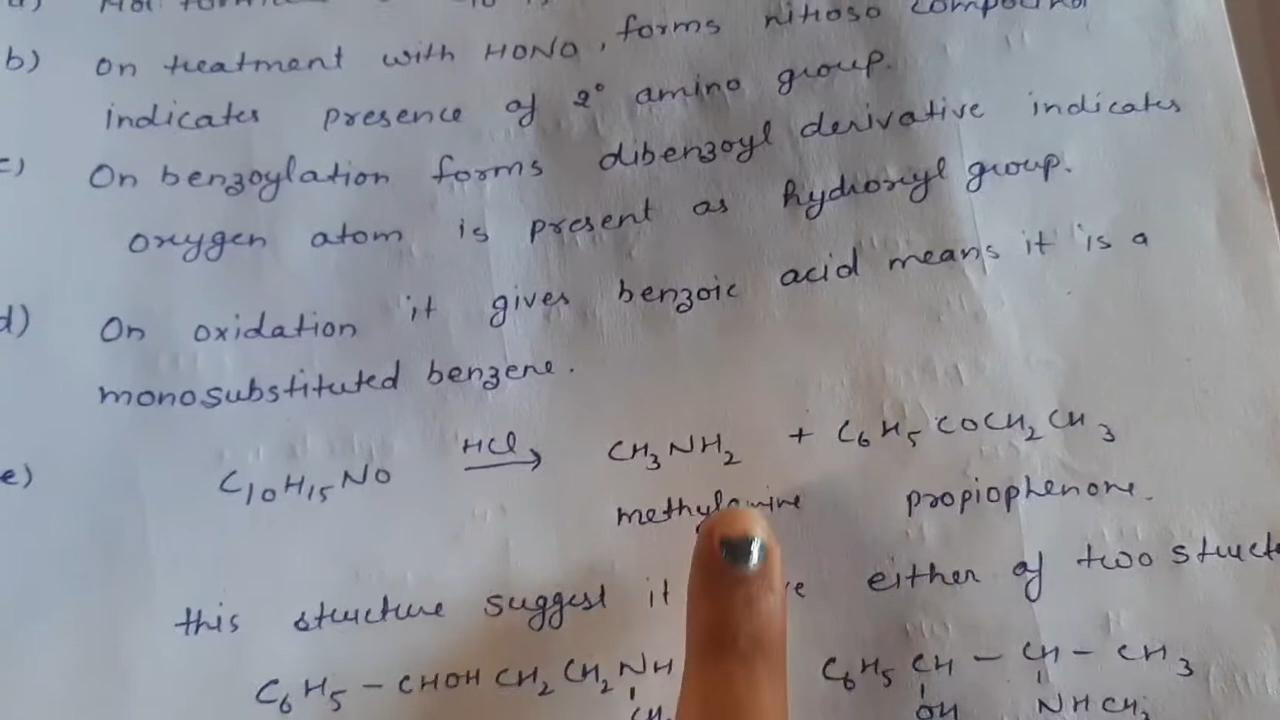 b) On treatment with HONO, forms nitroso compound
indicates presence of 2° amino group.
c) On benzoylation forms dibenzoyl derivative indicates
oxygen atom is present as hydroxyl group.
d) On oxidation it gives benzoic acid means it is a
monosubstituted benzene.
e) C10H15NO HCl→ CH3NH2 + C6H5COCH2CH3
methylamine propiophenone.
this structure suggest it either of two
C6H5 - CHOH CH2 CH2 NH C6H5 CH - CH - CH3
OH NHCH3